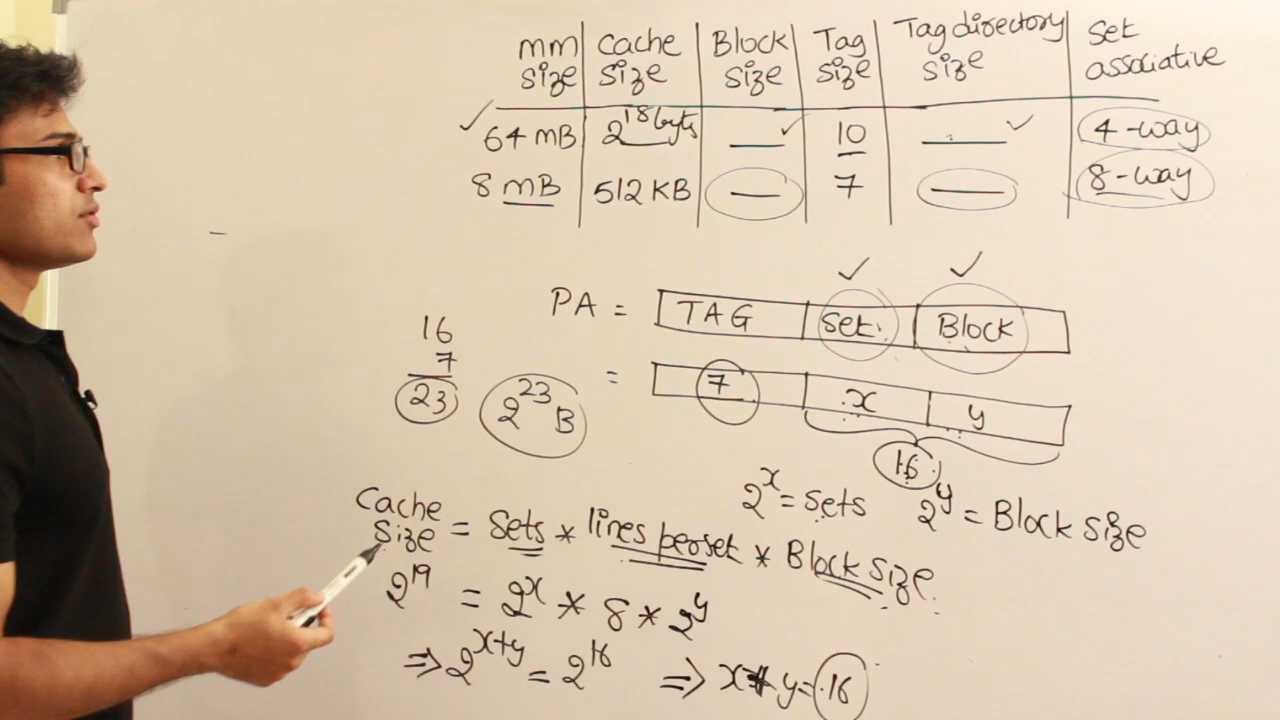 mm size | Cache size | Block size | Tag size | Tag directory size | Set associative
✓ 64 MB | 2^18 byts | — ✓ | 10 | — ✓ | 4-way
8 MB | 512 KB | — | 7 | — | 8-way
PA = TAG | Set | Block
= 7 | x | y
16
16
7
23
2^23 B
2^x = Sets 2^y = Block size
Cache size = Sets * lines per set * Block size
2^19 = 2^x * 8 * 2^y
⇒ 2^x+y = 2^16 ⇒ x + y = 16